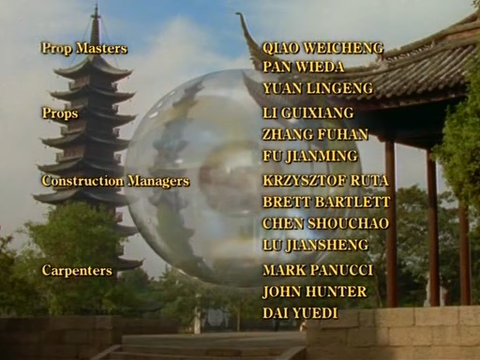 Prop Masters QIAO WEICHENG
PAN WIEDA
YUAN LINGENG
Props LI GUIXIANG
ZHANG FUHAN
FU JIANMING
Construction Managers KRZYSZTOF RUTA
BRETT BARTLETT
CHEN SHOUCHAO
LU JIANSHENG
Carpenters MARK PANUCCI
JOHN HUNTER
DAI YUEDI